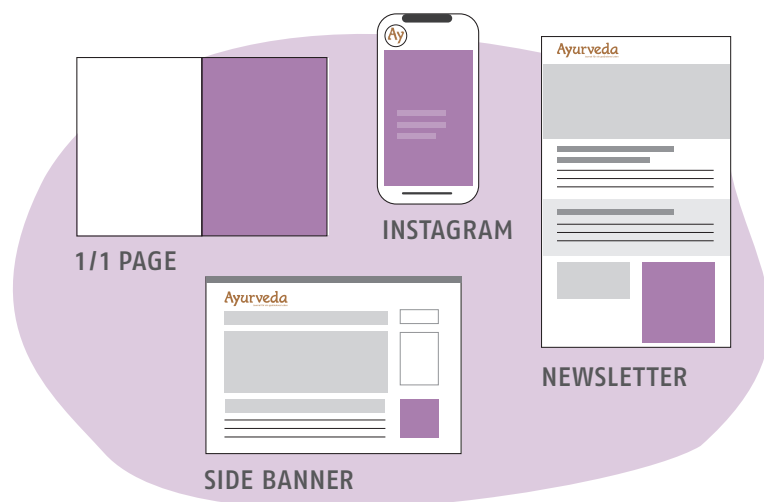 Ay
Ayurveda
INSTAGRAM
1/1 PAGE
Ayurveda
NEWSLETTER
SIDE BANNER